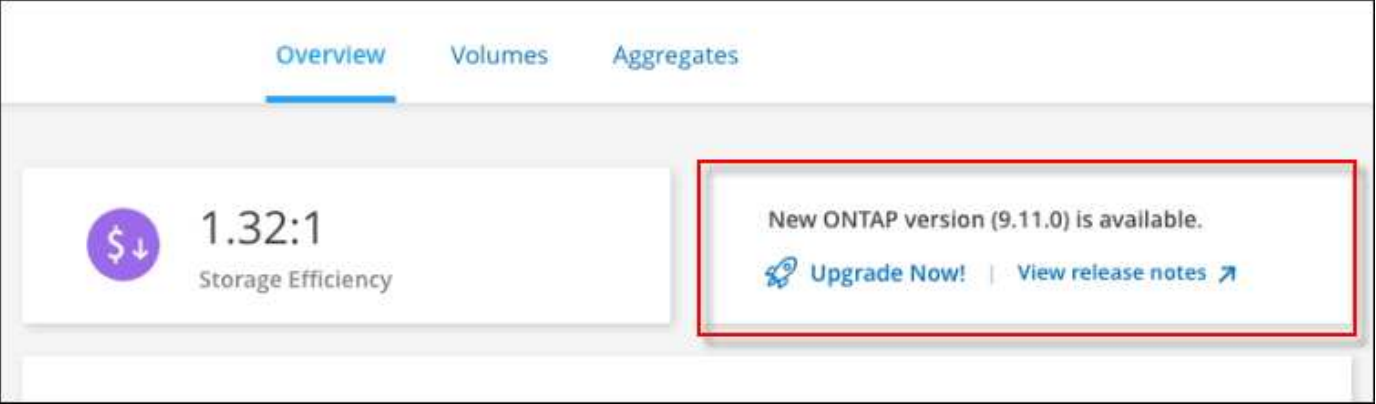 Overview Volumes Aggregates
1.32:1
Storage Efficiency
New ONTAP version (9.11.0) is available.
Upgrade Now! | View release notes